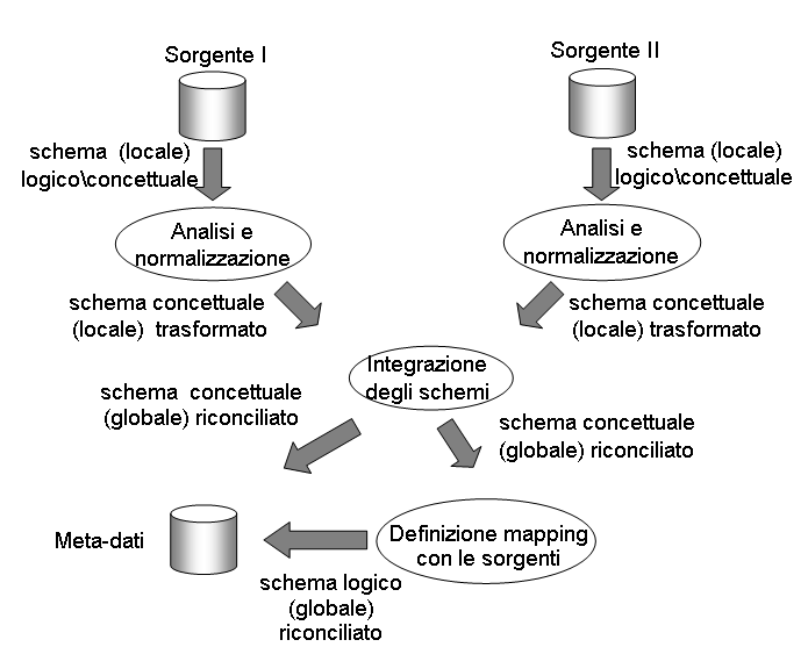 Sorgente I
Sorgente II
schema (locale)
logico\concettuale
schema (locale)
logico\concettuale
Analisi e
normalizzazione
Analisi e
normalizzazione
schema concettuale
(locale) trasformato
schema concettuale
(locale) trasformato
Integrazione
degli schemi
schema concettuale
(globale) riconciliato
schema concettuale
(globale) riconciliato
Meta-dati
Definizione mapping
con le sorgenti
schema logico
(globale)
riconciliato